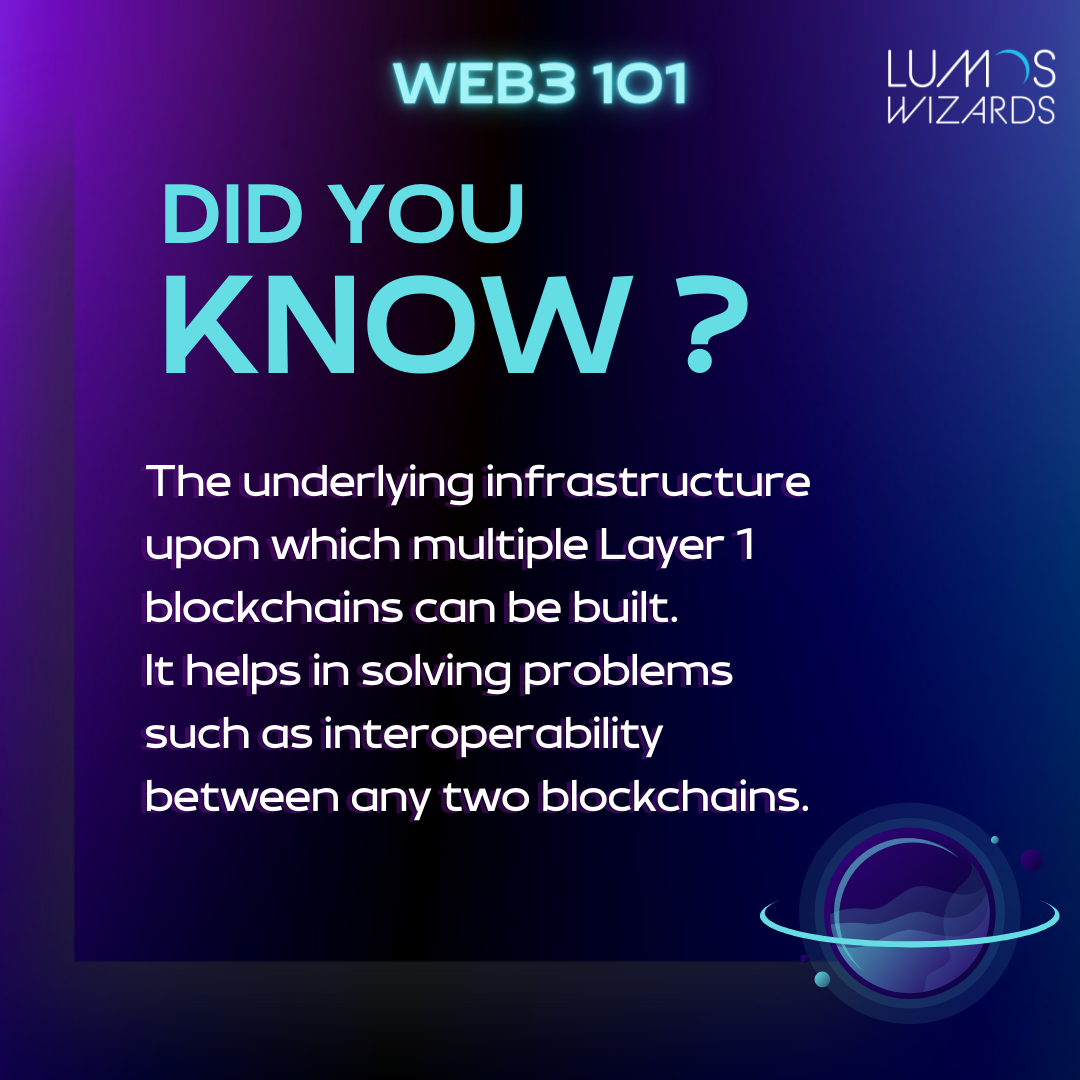 WEB3 101
LUMOS
WIZARDS
DID YOU
KNOW ?
The underlying infrastructure
upon which multiple Layer 1
blockchains can be built.
It helps in solving problems
such as interoperability
between any two blockchains.